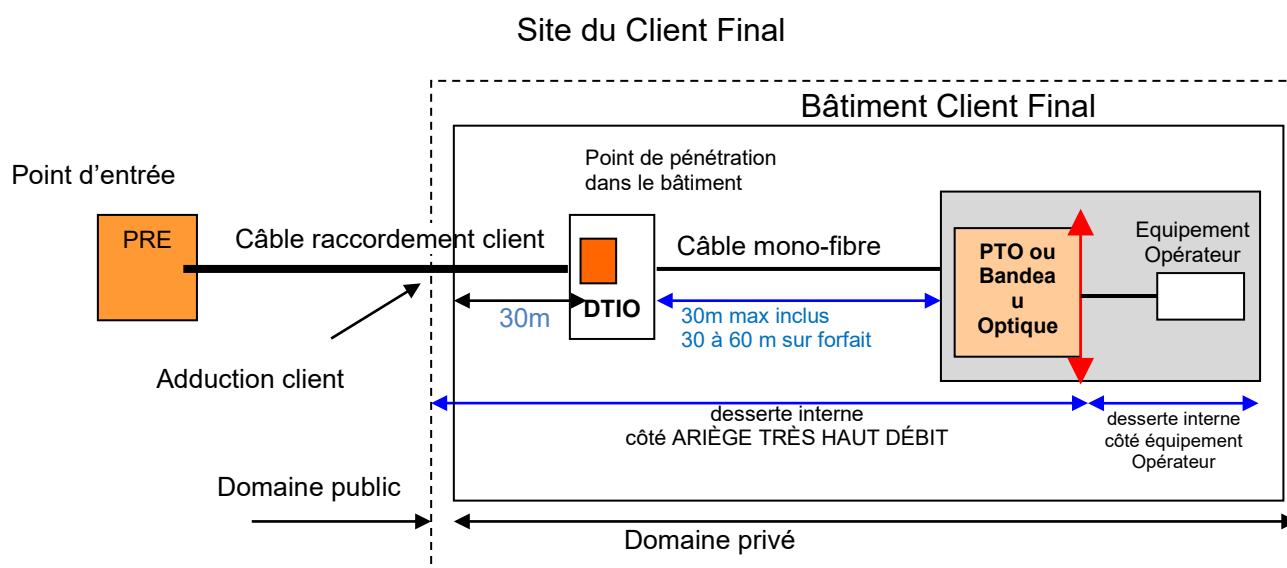 Site du Client Final
Bâtiment Client Final
Point de pénétration
dans le bâtiment
Point d'entrée
PRE
Câble raccordement client
Câble mono-fibre
PTO ou
Bandea
u
Optique
Equipement
Opérateur
30m
DTIO
30m max inclus
30 à 60 m sur forfait
Adduction client
desserte interne
côté ARIÈGE TRÈS HAUT DÉBIT
desserte interne
côté équipement
Opérateur
Domaine public
Domaine privé